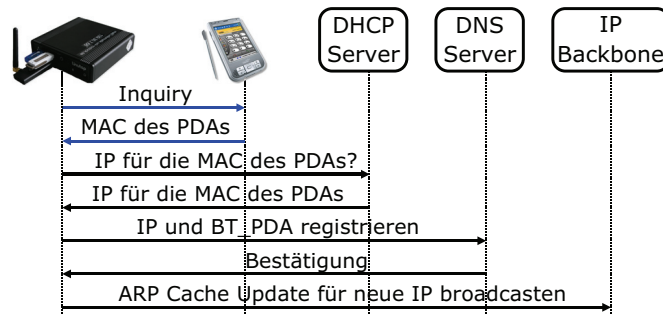 DHCP
Server
DNS
Server
IP
Backbone
Inquiry
MAC des PDAs
IP für die MAC des PDAs?
IP für die MAC des PDAs
IP und BT_PDA registrieren
Bestätigung
ARP Cache Update für neue IP broadcasten